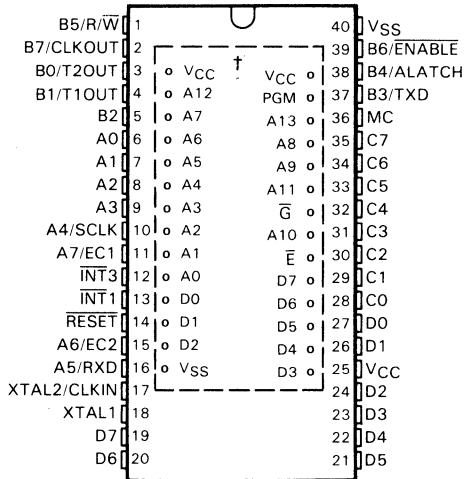 B5/R/W̅ 1 40 VSS
B7/CLKOUT 2 39 B6/E̅N̅A̅B̅L̅E̅
B0/T2OUT 3 VCC † VCC 38 B4/ALATCH
B1/T1OUT 4 A12 PGM 37 B3/TXD
B2 5 A7 A13 36 MC
A0 6 A6 A8 35 C7
A1 7 A5 A9 34 C6
A2 8 A4 A11 33 C5
A3 9 A3 G̅ 32 C4
A4/SCLK 10 A2 A10 31 C3
A7/EC1 11 A1 E̅ 30 C2
I̅N̅T̅3 12 A0 D7 29 C1
I̅N̅T̅1 13 D0 D6 28 C0
R̅E̅S̅E̅T̅ 14 D1 D5 27 D0
A6/EC2 15 D2 D4 26 D1
A5/RXD 16 VSS D3 25 VCC
XTAL2/CLKIN 17 24 D2
XTAL1 18 23 D3
D7 19 22 D4
D6 20 21 D5